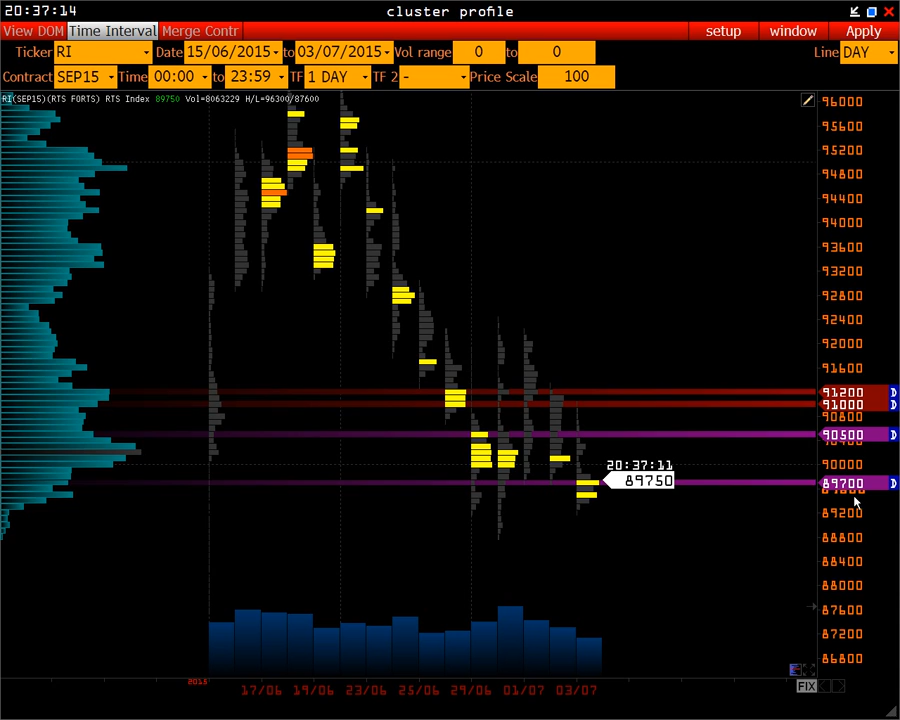 20:37:14 cluster profile
View DOM Time Interval Merge Contr setup window Apply
Ticker RI Date 15/06/2015 to 03/07/2015 Vol range 0 to 0 Line DAY
Contract SEP15 Time 00:00 to 23:59 TF 1 DAY TF 2 - Price Scale 100
RI(SEP15)(RTS FORTS) RTS Index 89750 Vol=8063229 H/L=96300/87600
96000
95600
95200
94800
94400
94000
93600
93200
92800
92400
92000
91600
91200 D
91000 D
90800
90500 D
90000
20:37:11
89750
89700 D
89200
88800
88400
88000
87600
87200
86800
2015
17/06 19/06 23/06 25/06 29/06 01/07 03/07
FIX